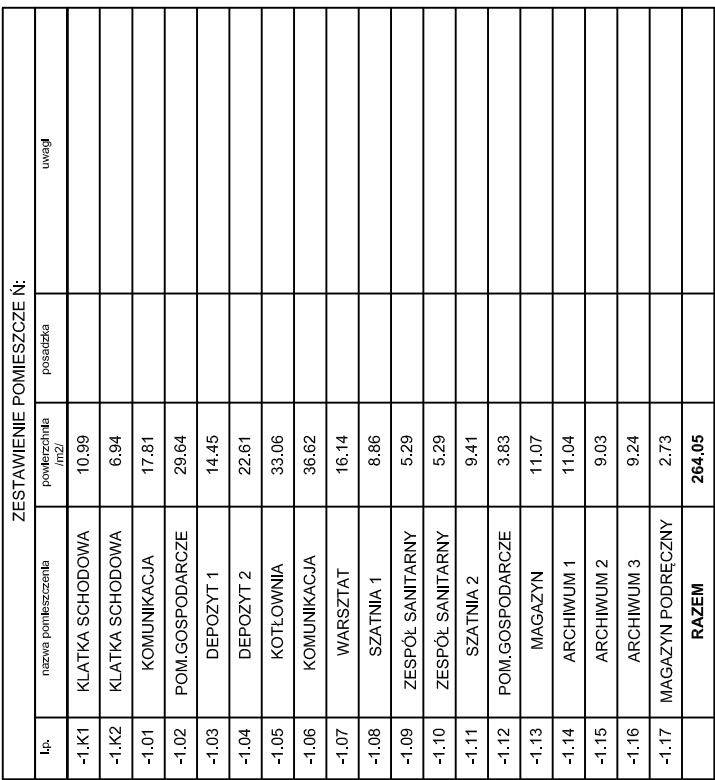 ZESTAWIENIE POMIESZCZE Ń:
l.p. nazwa pomieszczenia powierzchnia /m2/ posadzka uwagi
-1.K1 KLATKA SCHODOWA 10.99
-1.K2 KLATKA SCHODOWA 6.94
-1.01 KOMUNIKACJA 17.81
-1.02 POM.GOSPODARCZE 29.64
-1.03 DEPOZYT 1 14.45
-1.04 DEPOZYT 2 22.61
-1.05 KOTŁOWNIA 33.06
-1.06 KOMUNIKACJA 36.62
-1.07 WARSZTAT 16.14
-1.08 SZATNIA 1 8.86
-1.09 ZESPÓŁ SANITARNY 5.29
-1.10 ZESPÓŁ SANITARNY 5.29
-1.11 SZATNIA 2 9.41
-1.12 POM.GOSPODARCZE 3.83
-1.13 MAGAZYN 11.07
-1.14 ARCHIWUM 1 11.04
-1.15 ARCHIWUM 2 9.03
-1.16 ARCHIWUM 3 9.24
-1.17 MAGAZYN PODRĘCZNY 2.73
RAZEM 264.05